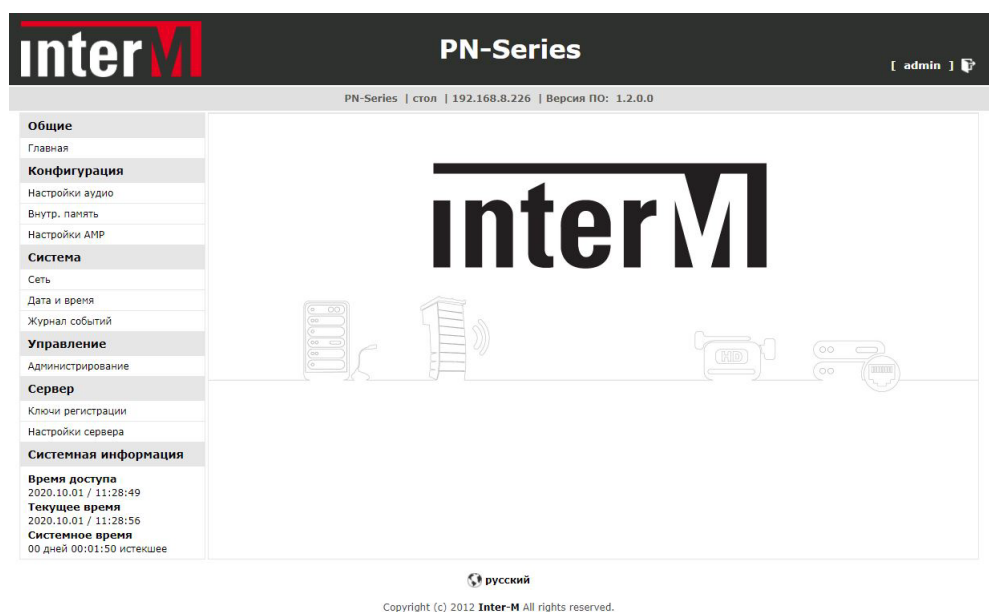 interM
PN-Series
[ admin ]
PN-Series | стол | 192.168.8.226 | Версия ПО: 1.2.0.0
Общие
Главная
Конфигурация
Настройки аудио
Внутр. память
Настройки AMP
Система
Сеть
Дата и время
Журнал событий
Управление
Администрирование
Сервер
Ключи регистрации
Настройки сервера
Системная информация
Время доступа
2020.10.01 / 11:28:49
Текущее время
2020.10.01 / 11:28:56
Системное время
00 дней 00:01:50 истекшее
interM
HD
русский
Copyright (c) 2012 Inter-M All rights reserved.